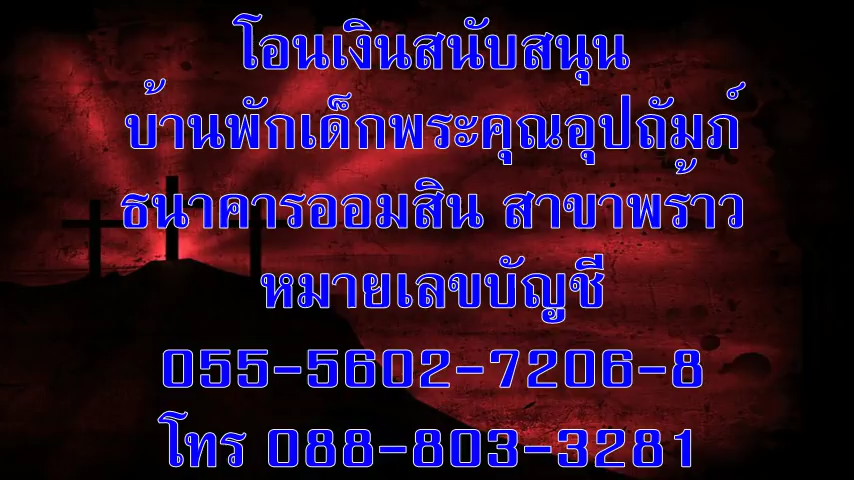 โอนเงินสนับสนุน
บ้านพักเด็กพระคุณอุปถัมภ์
ธนาคารออมสิน สาขาพร้าว
หมายเลขบัญชี
055-5602-7206-8
โทร 088-803-3281